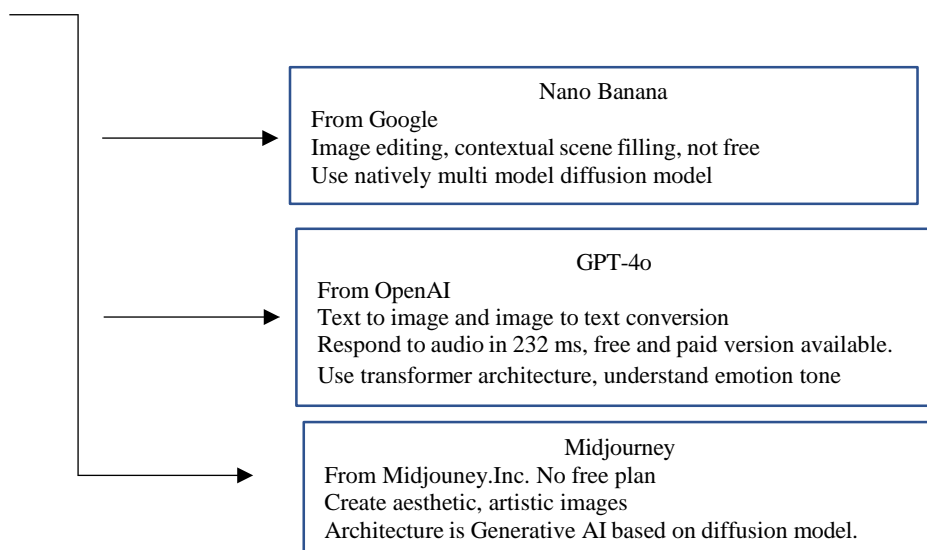 Nano Banana
From Google
Image editing, contextual scene filling, not free
Use natively multi model diffusion model
GPT-4o
From OpenAI
Text to image and image to text conversion
Respond to audio in 232 ms, free and paid version available.
Use transformer architecture, understand emotion tone
Midjourney
From Midjouney.Inc. No free plan
Create aesthetic, artistic images
Architecture is Generative AI based on diffusion model.